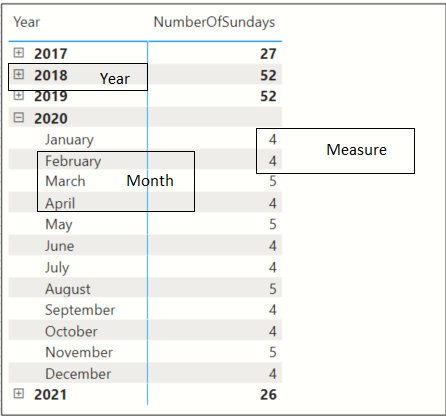 Year NumberOfSundays
2017 27
2018 Year 52
2019 52
2020
January 4
February 4 Measure
March Month 5
April 4
May 5
June 4
July 4
August 5
September 4
October 4
November 5
December 4
2021 26